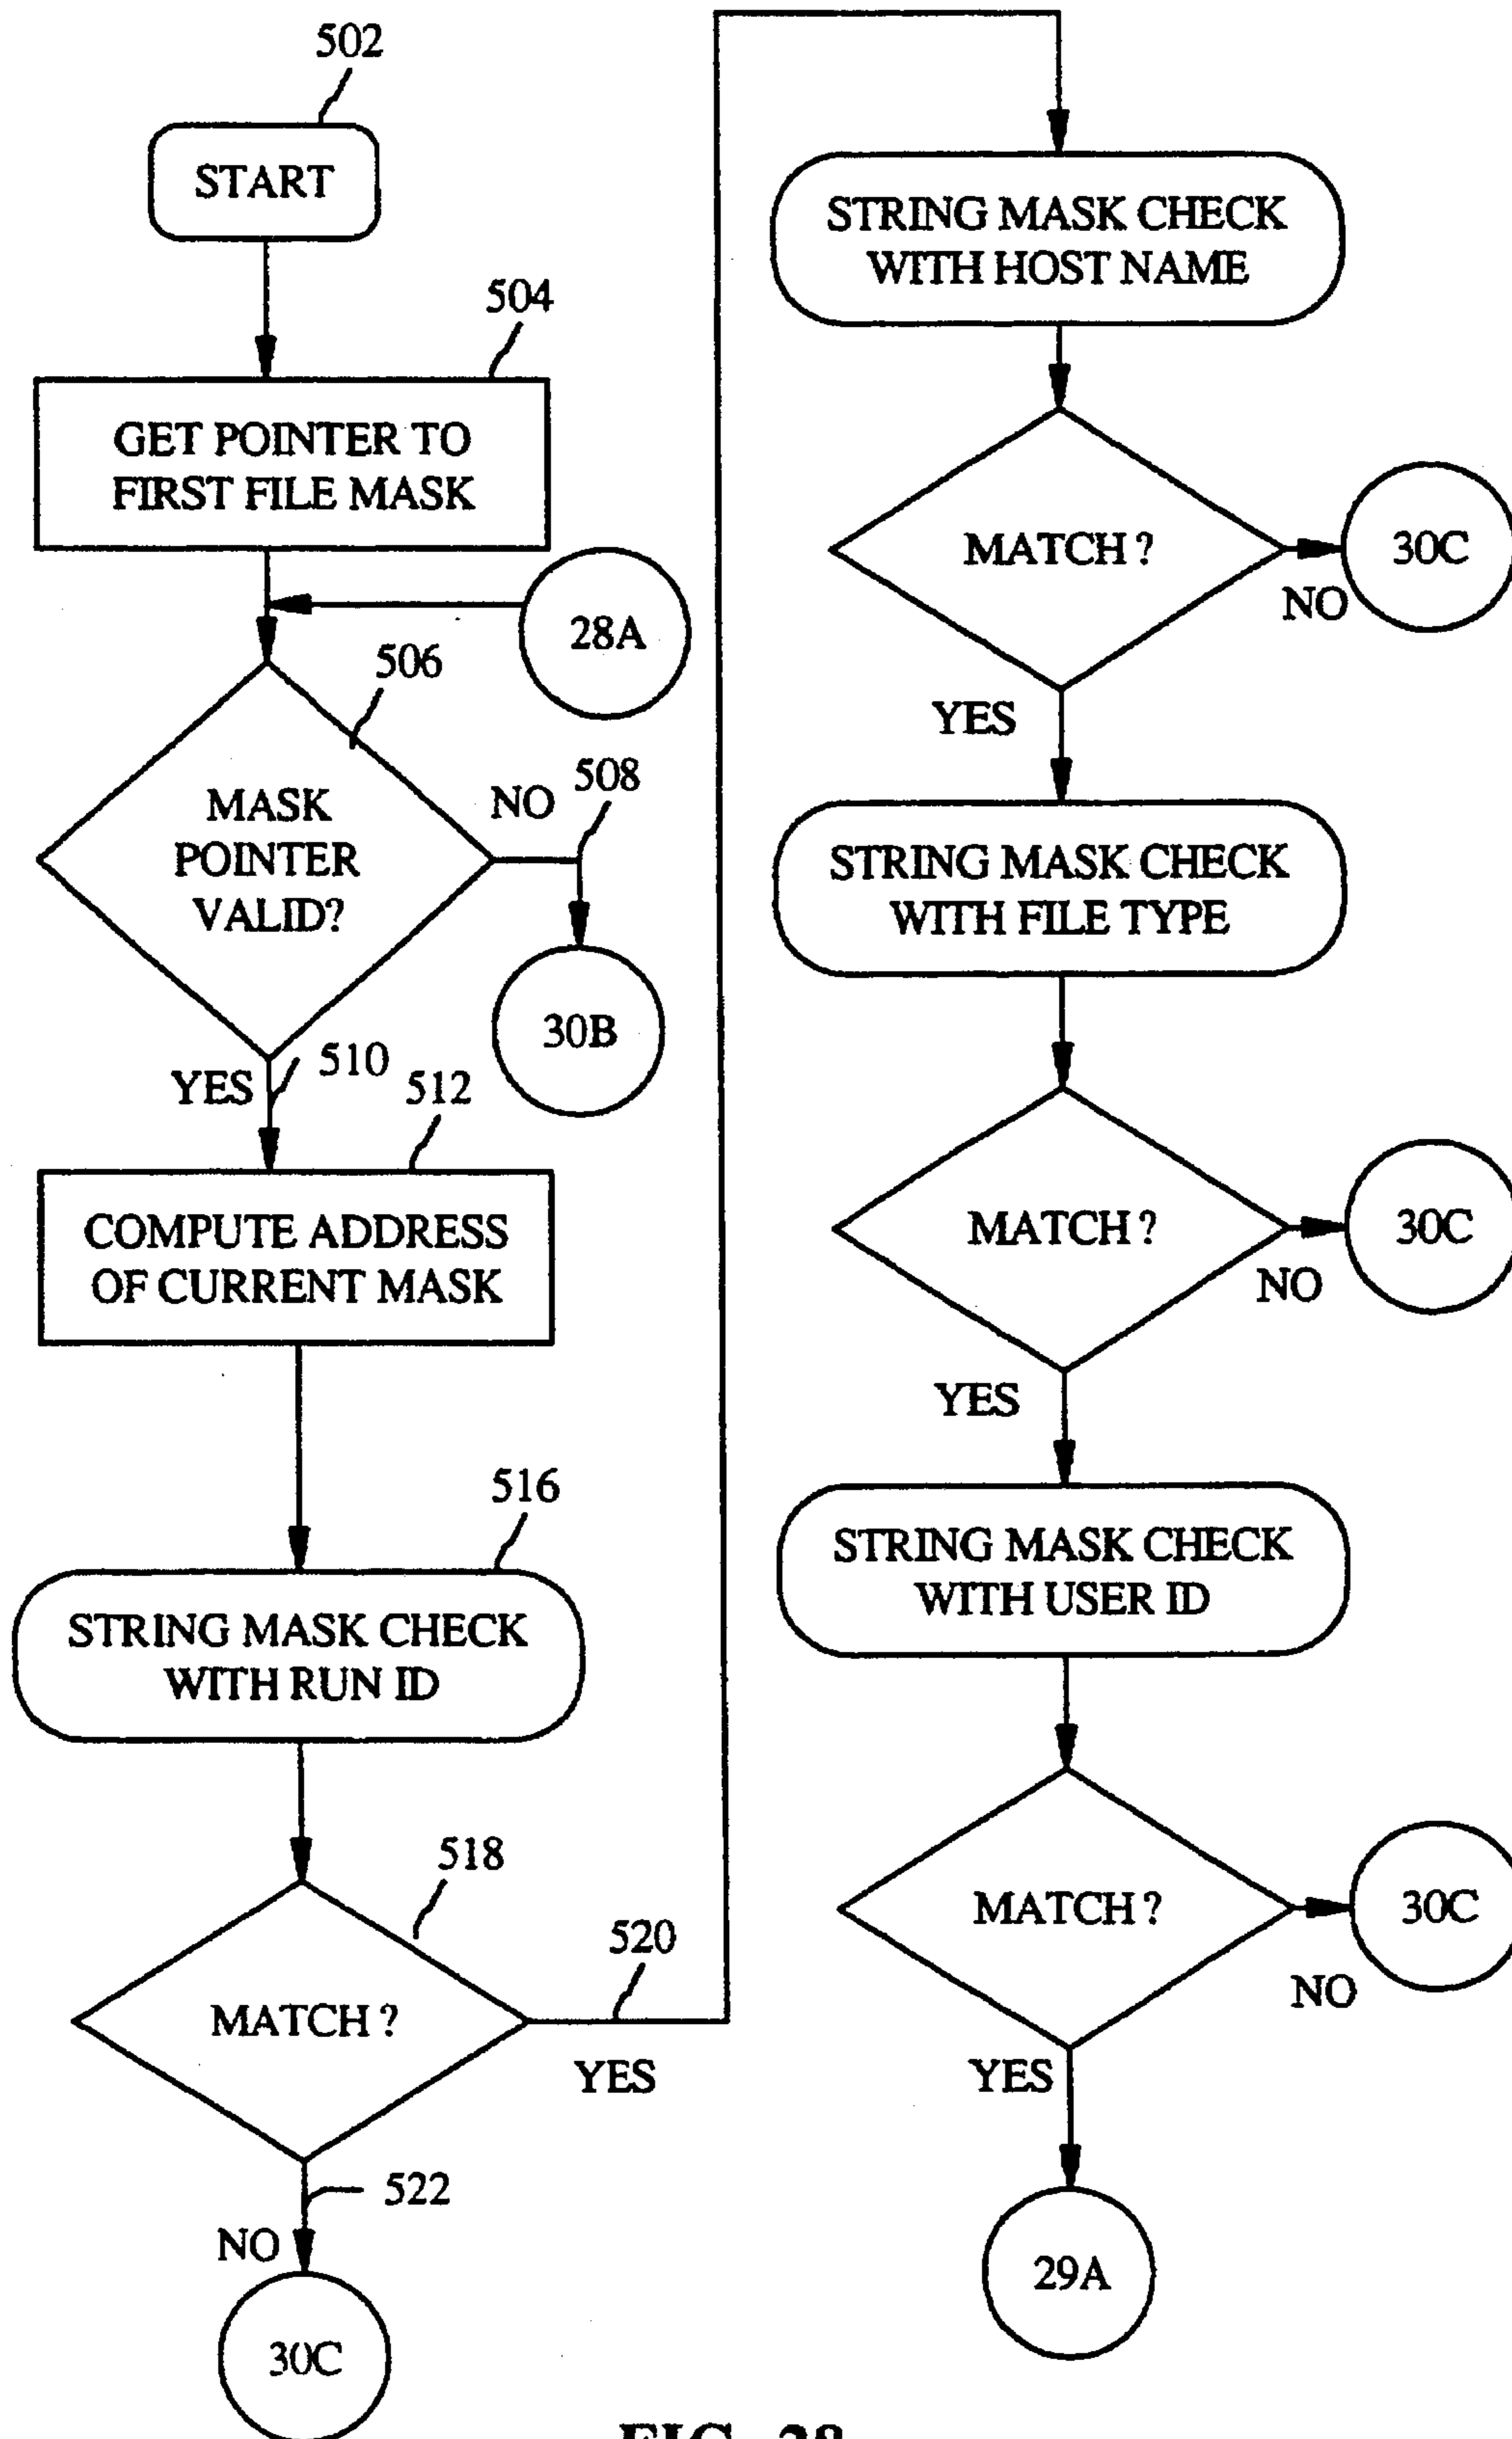 502
START
504
GET POINTER TO
FIRST FILE MASK
28A
506
MASK
POINTER
VALID?
NO
508
30B
YES
510
512
COMPUTE ADDRESS
OF CURRENT MASK
516
STRING MASK CHECK
WITH RUN ID
518
MATCH?
520
YES
522
NO
30C
STRING MASK CHECK
WITH HOST NAME
MATCH?
30C
NO
YES
STRING MASK CHECK
WITH FILE TYPE
MATCH?
30C
NO
YES
STRING MASK CHECK
WITH USER ID
MATCH?
30C
NO
YES
29A
FIG. 28